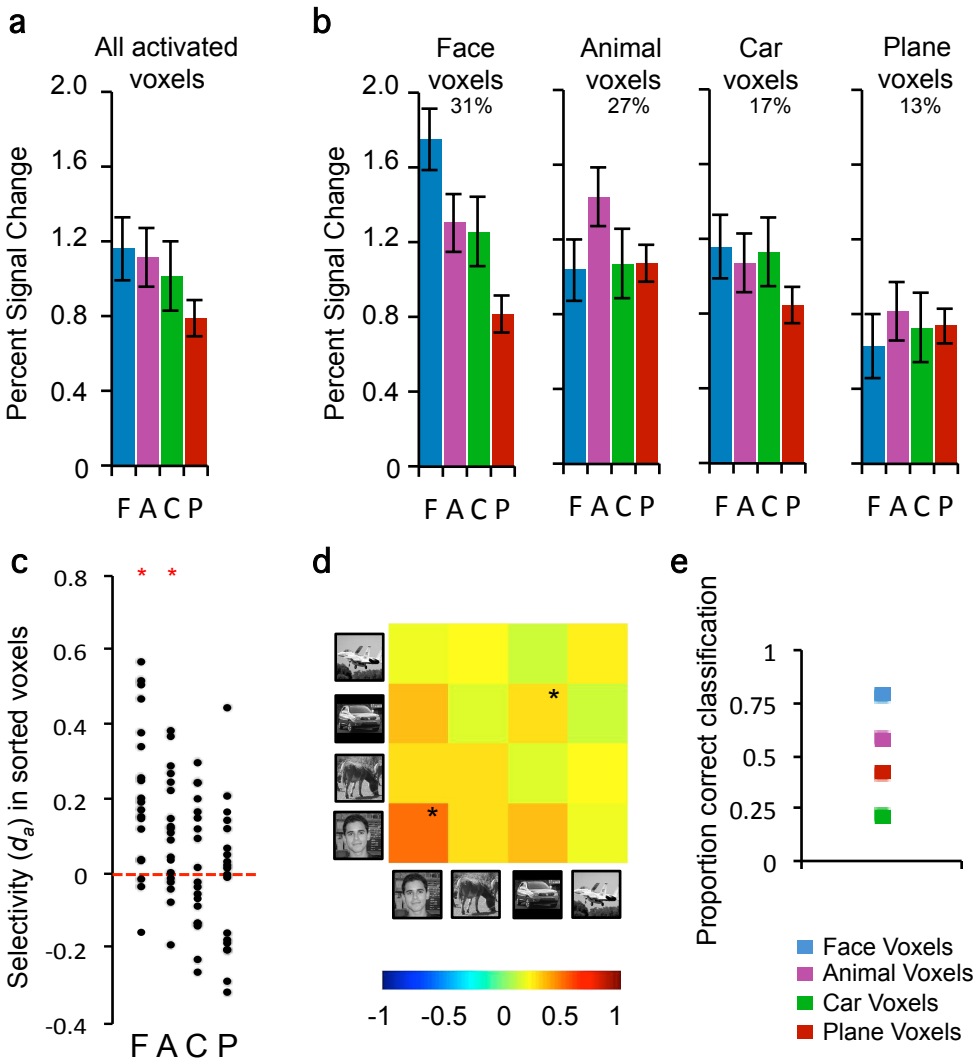 a
All activated
voxels
Percent Signal Change
2.0
1.6
1.2
0.8
0.4
0
F A C P
b
Face
voxels
31%
Animal
voxels
27%
Car
voxels
17%
Plane
voxels
13%
Percent Signal Change
2.0
1.6
1.2
0.8
0.4
0
F A C P
F A C P
F A C P
F A C P
c
* *
Selectivity (da) in sorted voxels
0.8
0.6
0.4
0.2
0
-0.2
-0.4
F A C P
d
*
*
-1 -0.5 0 0.5 1
e
Proportion correct classification
1
0.75
0.5
0.25
0
Face Voxels
Animal Voxels
Car Voxels
Plane Voxels